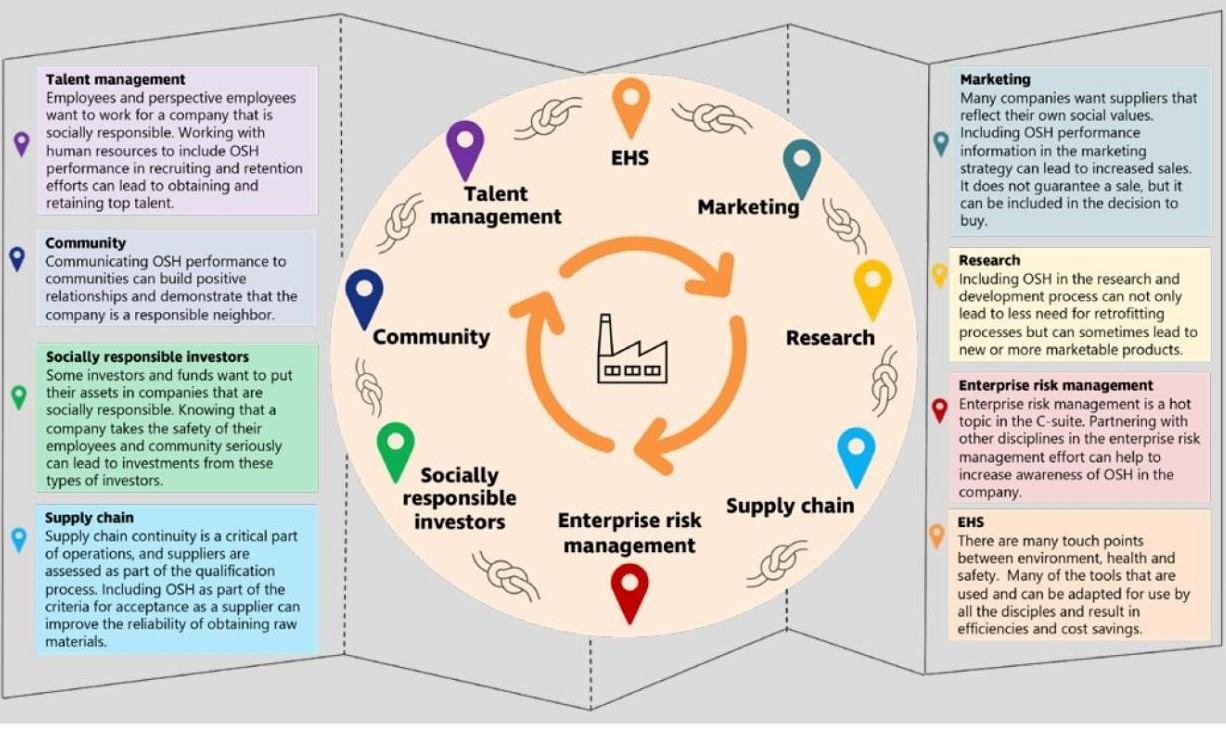 Talent management
Employees and perspective employees
want to work for a company that is
socially responsible. Working with
human resources to include OSH
performance in recruiting and retention
efforts can lead to obtaining and
retaining top talent.
Community
Communicating OSH performance to
communities can build positive
relationships and demonstrate that the
company is a responsible neighbor.
Socially responsible investors
Some investors and funds want to put
their assets in companies that are
socially responsible. Knowing that a
company takes the safety of their
employees and community seriously
can lead to investments from these
types of investors.
Supply chain
Supply chain continuity is a critical part
of operations, and suppliers are
assessed as part of the qualification
process. Including OSH as part of the
criteria for acceptance as a supplier can
improve the reliability of obtaining raw
materials.
EHS
Talent
management
Marketing
Community
Research
Socially
responsible
investors
Supply chain
Enterprise risk
management
Marketing
Many companies want suppliers that
reflect their own social values.
Including OSH performance
information in the marketing
strategy can lead to increased sales.
It does not guarantee a sale, but it
can be included in the decision to
buy.
Research
Including OSH in the research and
development process can not only
lead to less need for retrofitting
processes but can sometimes lead to
new or more marketable products.
Enterprise risk management
Enterprise risk management is a hot
topic in the C-suite. Partnering with
other disciplines in the enterprise risk
management effort can help to
increase awareness of OSH in the
company.
EHS
There are many touch points
between environment, health and
safety.  Many of the tools that are
used and can be adapted for use by
all the disciples and result in
efficiencies and cost savings.